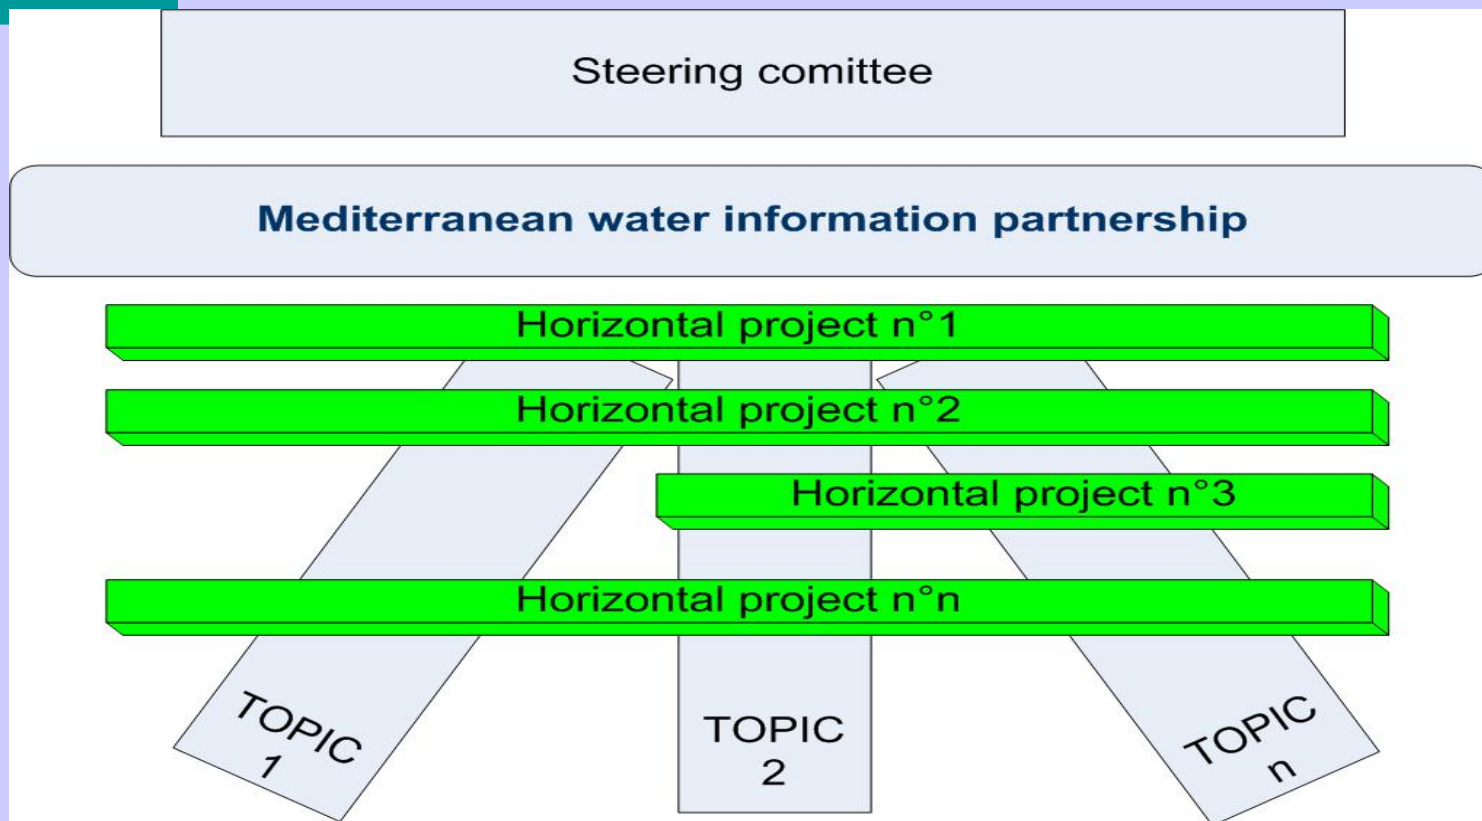 Steering comittee
Mediterranean water information partnership
Horizontal project n°1
Horizontal project n°2
Horizontal project n°3
Horizontal project n°n
TOPIC
1
TOPIC
2
TOPIC
n